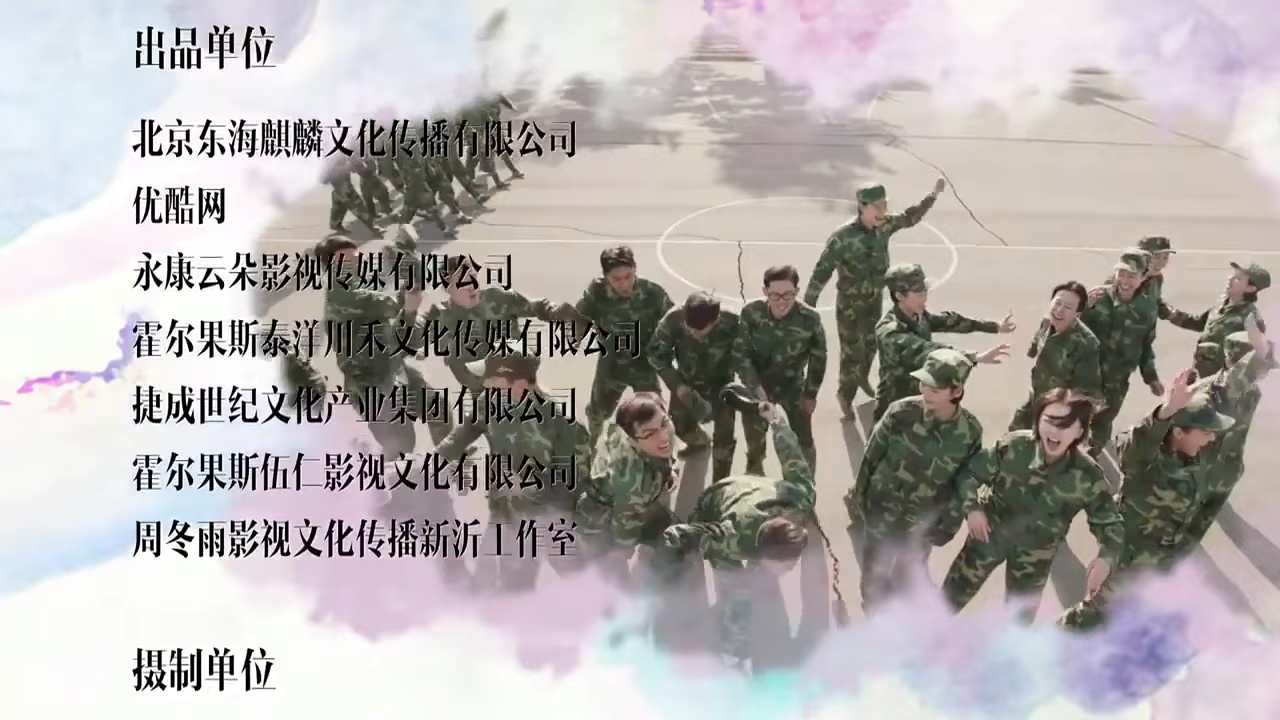 出品单位
北京东海麒麟文化传播有限公司
优酷网
永康云朵影视传媒有限公司
霍尔果斯泰洋川禾文化传媒有限公司
捷成世纪文化产业集团有限公司
霍尔果斯伍仁影视文化有限公司
周冬雨影视文化传播新沂工作室
摄制单位